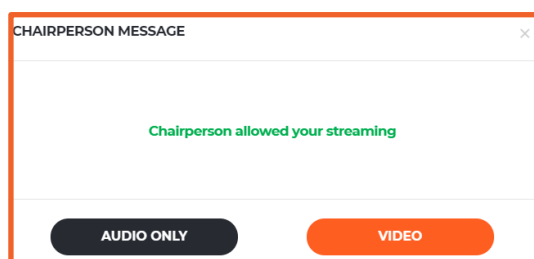 CHAIRPERSON MESSAGE
Chairperson allowed your streaming
AUDIO ONLY
VIDEO